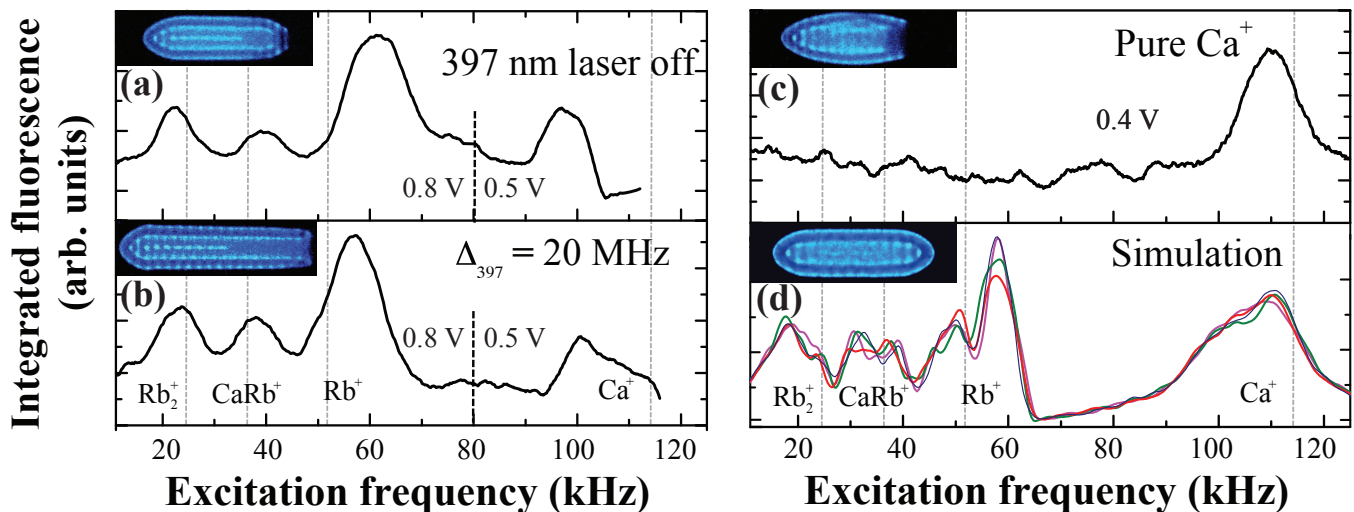 Integrated fluorescence
(arb. units)
(a)
397 nm laser off
0.8 V
0.5 V
(b)
Δ₃₉₇ = 20 MHz
0.8 V
0.5 V
Rb₂⁺
CaRb⁺
Rb⁺
Ca⁺
20 40 60 80 100 120
Excitation frequency (kHz)
(c)
Pure Ca⁺
0.4 V
(d)
Simulation
Rb₂⁺
CaRb⁺
Rb⁺
Ca⁺
20 40 60 80 100 120
Excitation frequency (kHz)